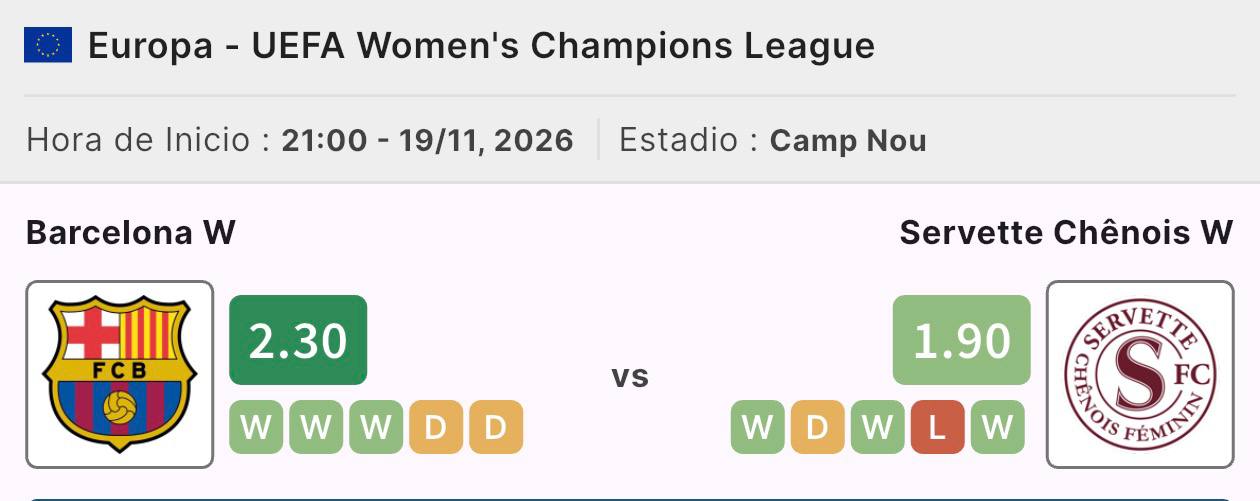 Europa - UEFA Women's Champions League
Hora de Inicio : 21:00 - 19/11, 2026 Estadio : Camp Nou
Barcelona W
Servette Chênois W
FCB
2.30
W W W D D
vs
1.90
W D W L W
SERVETTE
S FC
CHÊNOIS FÉMININ